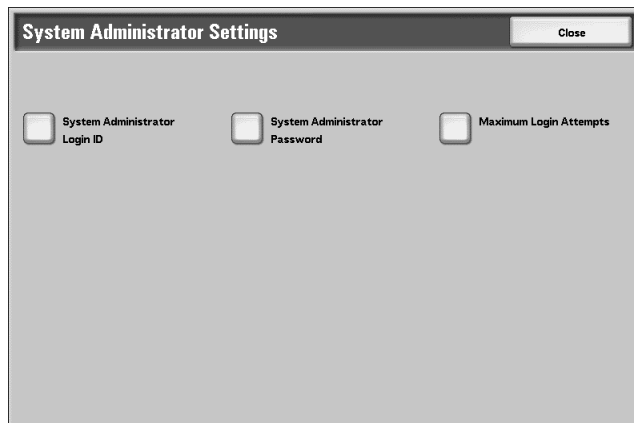 System Administrator Settings
Close
System Administrator
Login ID
System Administrator
Password
Maximum Login Attempts